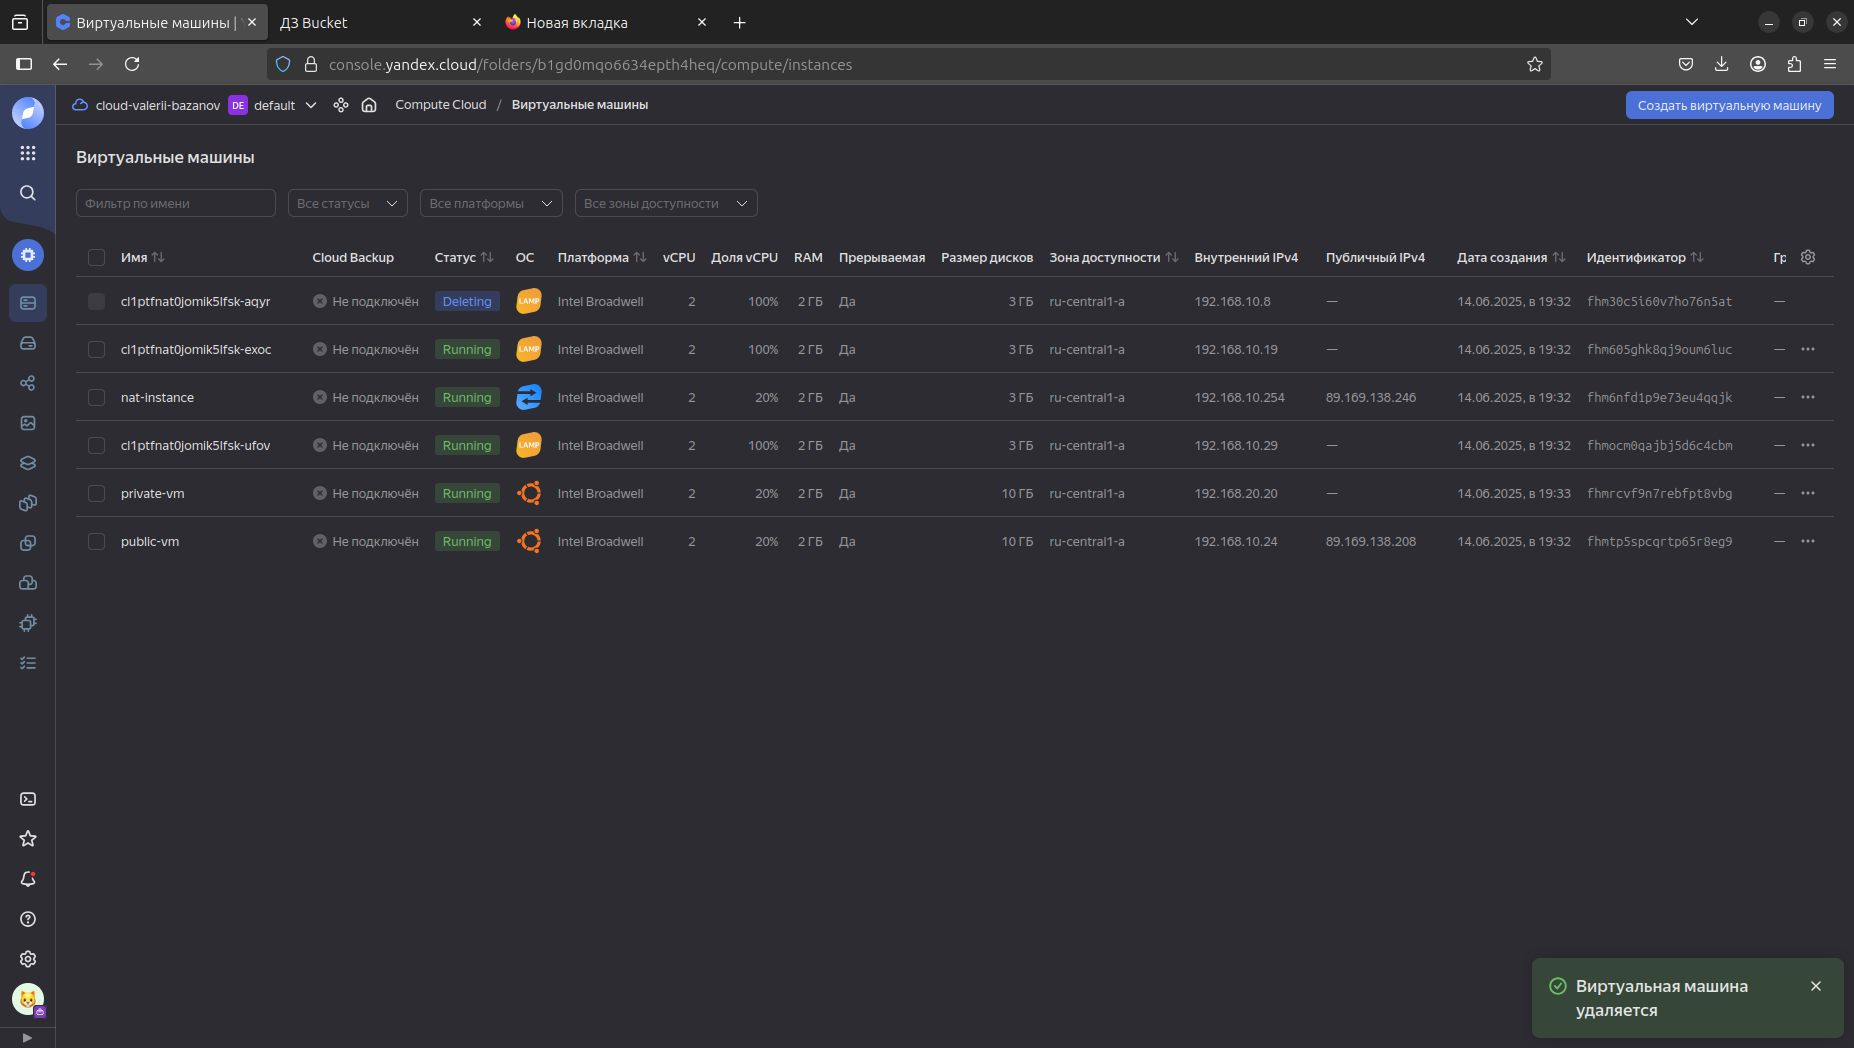 Виртуальные машины |
ДЗ Bucket
Новая вкладка
console.yandex.cloud/folders/b1gd0mqo6634epth4heq/compute/instances
cloud-valerii-bazanov DE default Compute Cloud / Виртуальные машины
Создать виртуальную машину
Виртуальные машины
Фильтр по имени Все статусы Все платформы Все зоны доступности
Имя Cloud Backup Статус ОС Платформа vCPU Доля vCPU RAM Прерываемая Размер дисков Зона доступности Внутренний IPv4 Публичный IPv4 Дата создания Идентификатор Гр
cl1ptfnat0jomik5lfsk-aqyr Не подключён Deleting LAMP Intel Broadwell 2 100% 2 ГБ Да 3 ГБ ru-central1-a 192.168.10.8 — 14.06.2025, в 19:32 fhm30c5i60v7ho76n5at —
cl1ptfnat0jomik5lfsk-exoc Не подключён Running LAMP Intel Broadwell 2 100% 2 ГБ Да 3 ГБ ru-central1-a 192.168.10.19 — 14.06.2025, в 19:32 fhm605ghk8qj9oum6luc —
nat-instance Не подключён Running Intel Broadwell 2 20% 2 ГБ Да 3 ГБ ru-central1-a 192.168.10.254 89.169.138.246 14.06.2025, в 19:32 fhm6nfd1p9e73eu4qqjk —
cl1ptfnat0jomik5lfsk-ufov Не подключён Running LAMP Intel Broadwell 2 100% 2 ГБ Да 3 ГБ ru-central1-a 192.168.10.29 — 14.06.2025, в 19:32 fhmocm0qajbj5d6c4cbm —
private-vm Не подключён Running Intel Broadwell 2 20% 2 ГБ Да 10 ГБ ru-central1-a 192.168.20.20 — 14.06.2025, в 19:33 fhmrcvf9n7rebfpt8vbg —
public-vm Не подключён Running Intel Broadwell 2 20% 2 ГБ Да 10 ГБ ru-central1-a 192.168.10.24 89.169.138.208 14.06.2025, в 19:32 fhmtp5spcqrtp65r8eg9 —
Виртуальная машина
удаляется